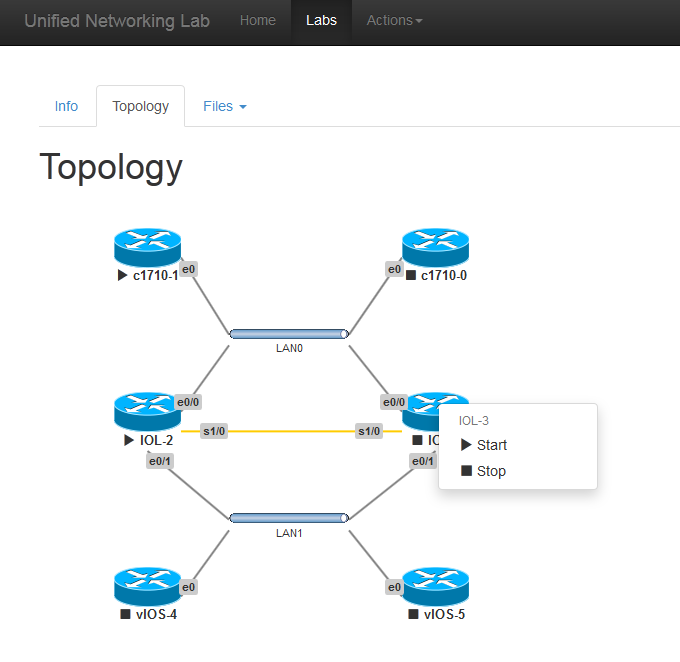 Unified Networking Lab Home Labs Actions
Info Topology Files
Topology
e0 e0
c1710-1 c1710-0
LAN0
e0/0 e0/0
IOL-3
s1/0 s1/0
IOL-2 IO
Start
e0/1 e0/1
Stop
LAN1
e0 e0
vIOS-4 vIOS-5